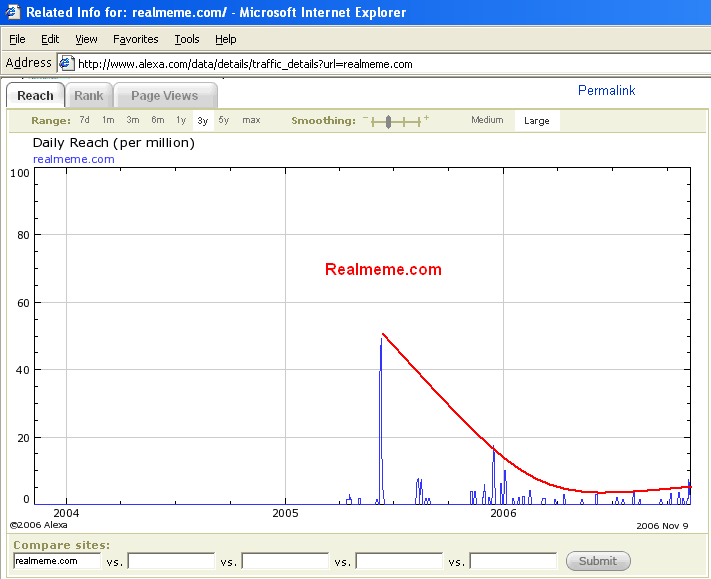 Related Info for: realmeme.com/ - Microsoft Internet Explorer
File Edit View Favorites Tools Help
Address http://www.alexa.com/data/details/traffic_details?url=realmeme.com
Reach Rank Page Views Permalink
Range: 7d 1m 3m 6m 1y 3y 5y max Smoothing: - + Medium Large
Daily Reach (per million)
realmeme.com
100
80
Realmeme.com
60
40
20
0
2004 2005 2006
©2006 Alexa 2006 Nov 9
Compare sites:
realmeme.com vs. vs. vs. vs. Submit